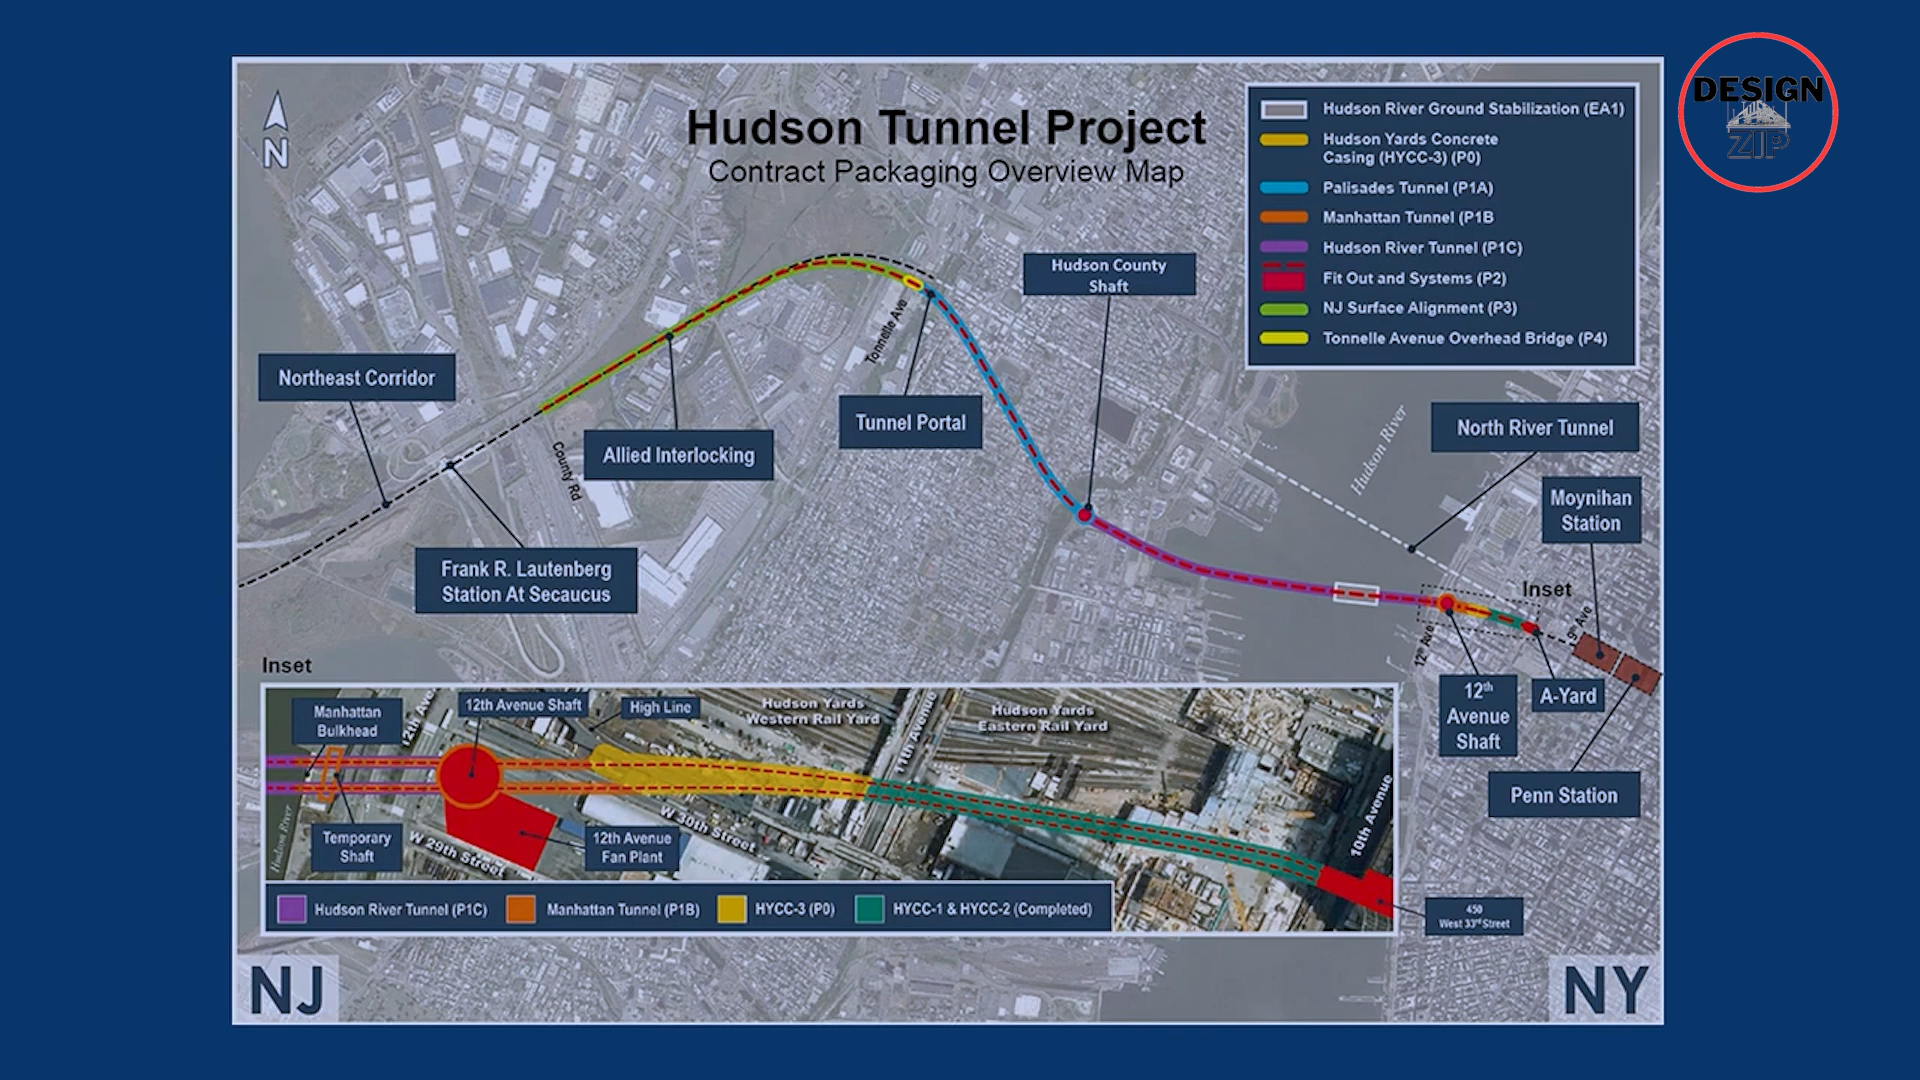 DESIGN
ZIP
N
Hudson Tunnel Project
Contract Packaging Overview Map
Hudson River Ground Stabilization (EA1)
Hudson Yards Concrete
Casing (HYCC-3) (P0)
Palisades Tunnel (P1A)
Manhattan Tunnel (P1B
Hudson River Tunnel (P1C)
Fit Out and Systems (P2)
NJ Surface Alignment (P3)
Tonnelle Avenue Overhead Bridge (P4)
Hudson County
Shaft
Tonnelle Ave
Northeast Corridor
Tunnel Portal
Allied Interlocking
County Rd
Hudson River
North River Tunnel
Moynihan
Station
Frank R. Lautenberg
Station At Secaucus
Inset
9th Ave
12th Ave
12th
Avenue
Shaft
A-Yard
Penn Station
Inset
Manhattan
Bulkhead
12th Ave
12th Avenue Shaft
High Line
Hudson Yards
Western Rail Yard
11th Avenue
Hudson Yards
Eastern Rail Yard
10th Avenue
Hudson River
Temporary
Shaft
W 29th Street
12th Avenue
Fan Plant
W 30th Street
Hudson River Tunnel (P1C)
Manhattan Tunnel (P1B)
HYCC-3 (P0)
HYCC-1 & HYCC-2 (Completed)
450
West 33rd Street
NJ
NY